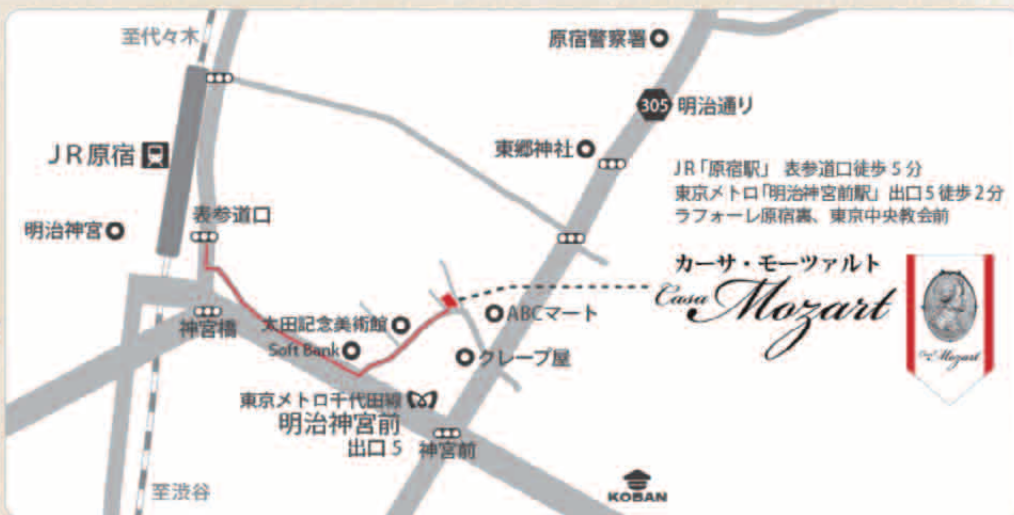 至代々木
原宿警察署
305 明治通り
JR原宿
東郷神社
JR「原宿駅」 表参道口徒歩5分
東京メトロ「明治神宮前駅」出口5徒歩2分
ラフォーレ原宿裏、東京中央教会前
明治神宮
表参道口
カーサ・モーツァルト
Casa Mozart
Casa Mozart
神宮橋
太田記念美術館
ABCマート
Soft Bank
クレープ屋
東京メトロ千代田線
明治神宮前
出口5
神宮前
至渋谷
KOBAN